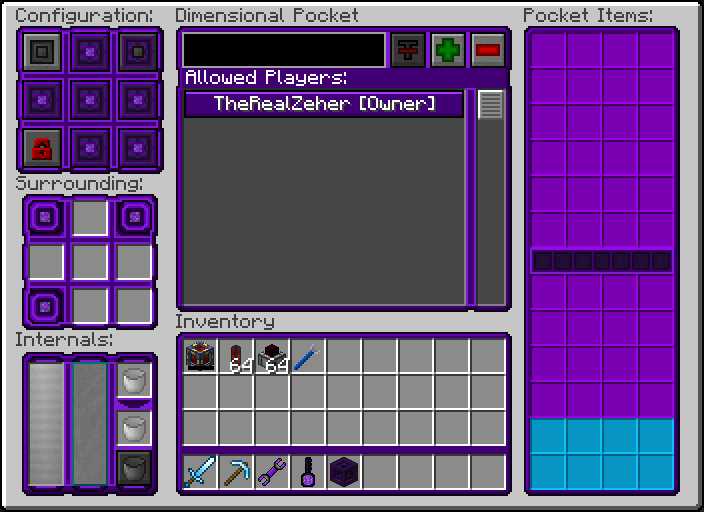 Configuration:
Dimensional Pocket
Pocket Items:
Allowed Players:
TheRealZeher [Owner]
Surrounding:
Inventory
Internals:
64
64